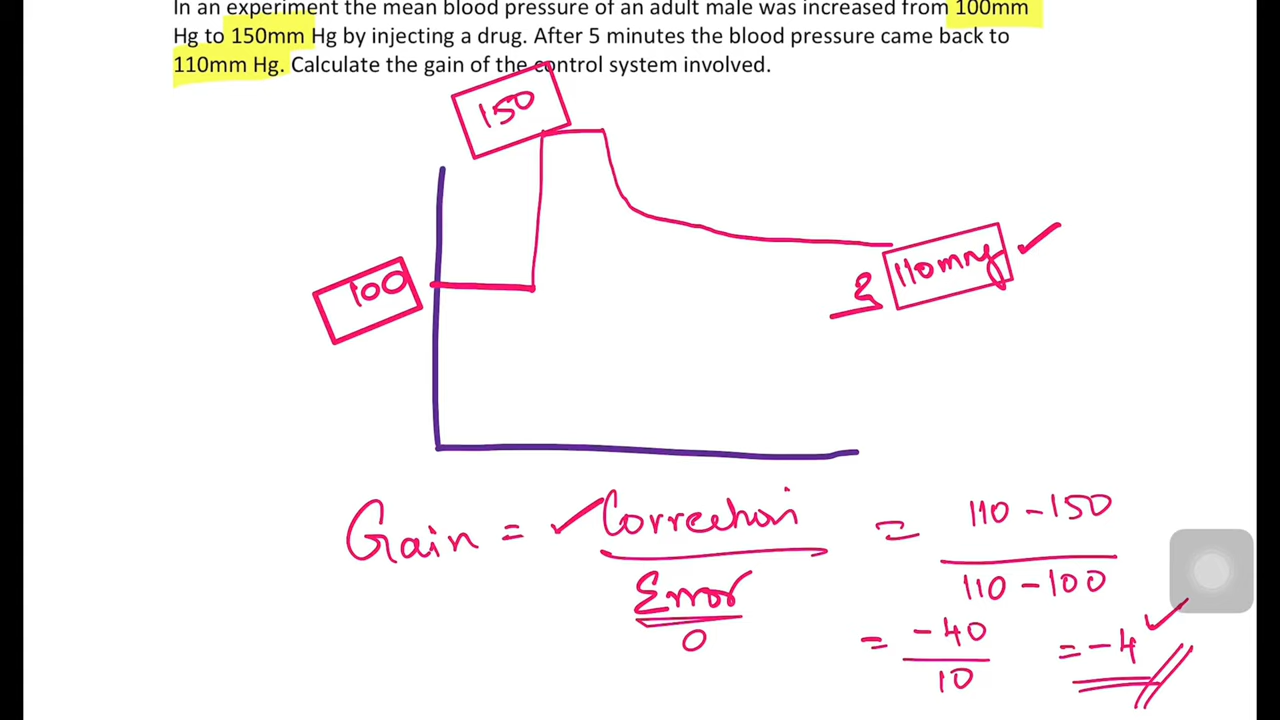 In an experiment the mean blood pressure of an adult male was increased from 100mm
Hg to 150mm Hg by injecting a drug. After 5 minutes the blood pressure came back to
110mm Hg. Calculate the gain of the control system involved.
150
100
110mmHg
Gain = Correction / Error = 110 - 150 / 110 - 100
0
= -40 / 10 = -4